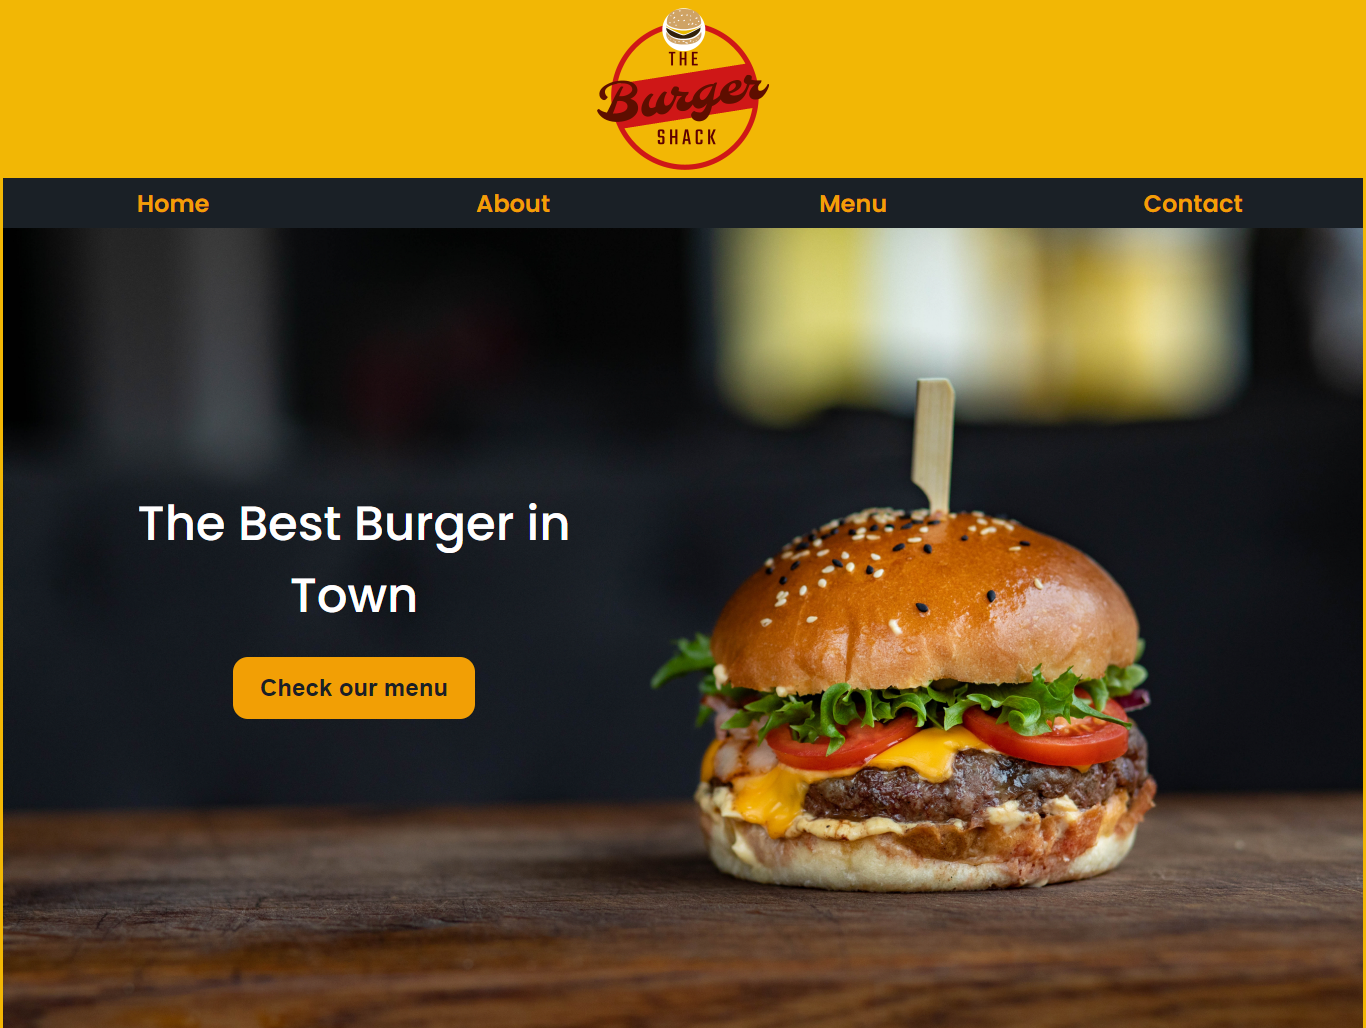 THE
Burger
SHACK
Home About Menu Contact
The Best Burger in
Town
Check our menu